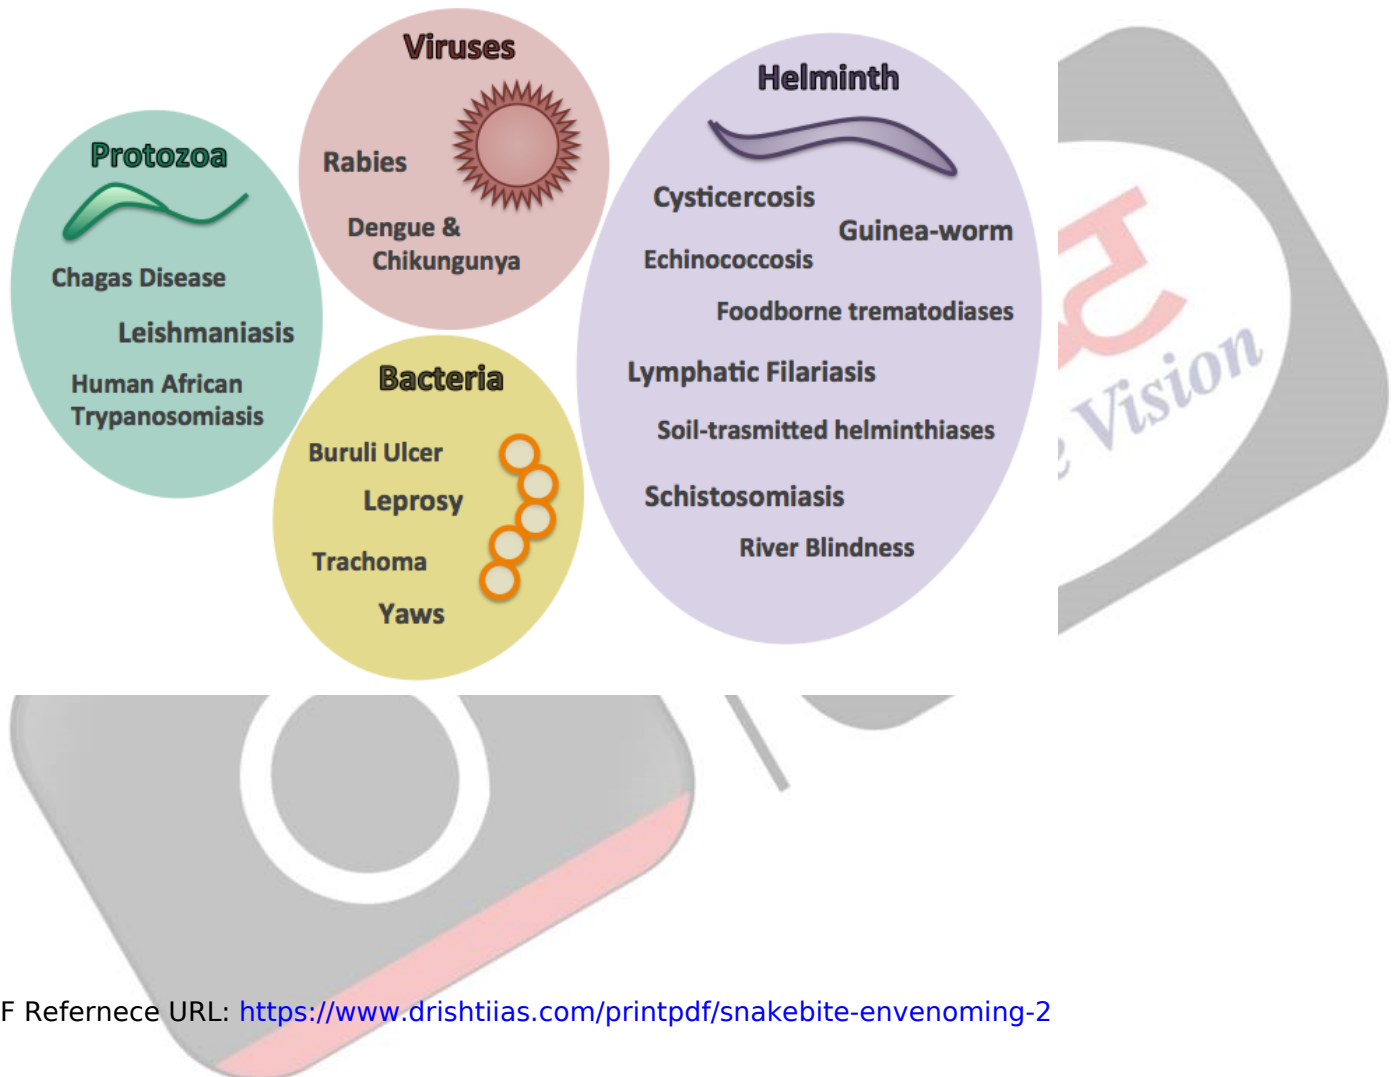 Viruses
Rabies
Dengue &
Chikungunya
Protozoa
Chagas Disease
Leishmaniasis
Human African
Trypanosomiasis
Bacteria
Buruli Ulcer
Leprosy
Trachoma
Yaws
Helminth
Cysticercosis
Guinea-worm
Echinococcosis
Foodborne trematodiases
Lymphatic Filariasis
Soil-trasmitted helminthiases
Schistosomiasis
River Blindness
Vision
F Refernece URL: https://www.drishtiias.com/printpdf/snakebite-envenoming-2